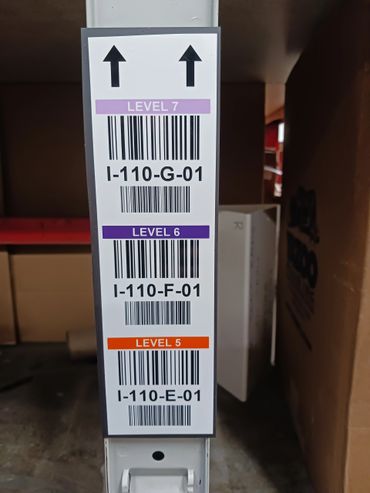 LEVEL 7
I-110-G-01
LEVEL 6
I-110-F-01
LEVEL 5
I-110-E-01